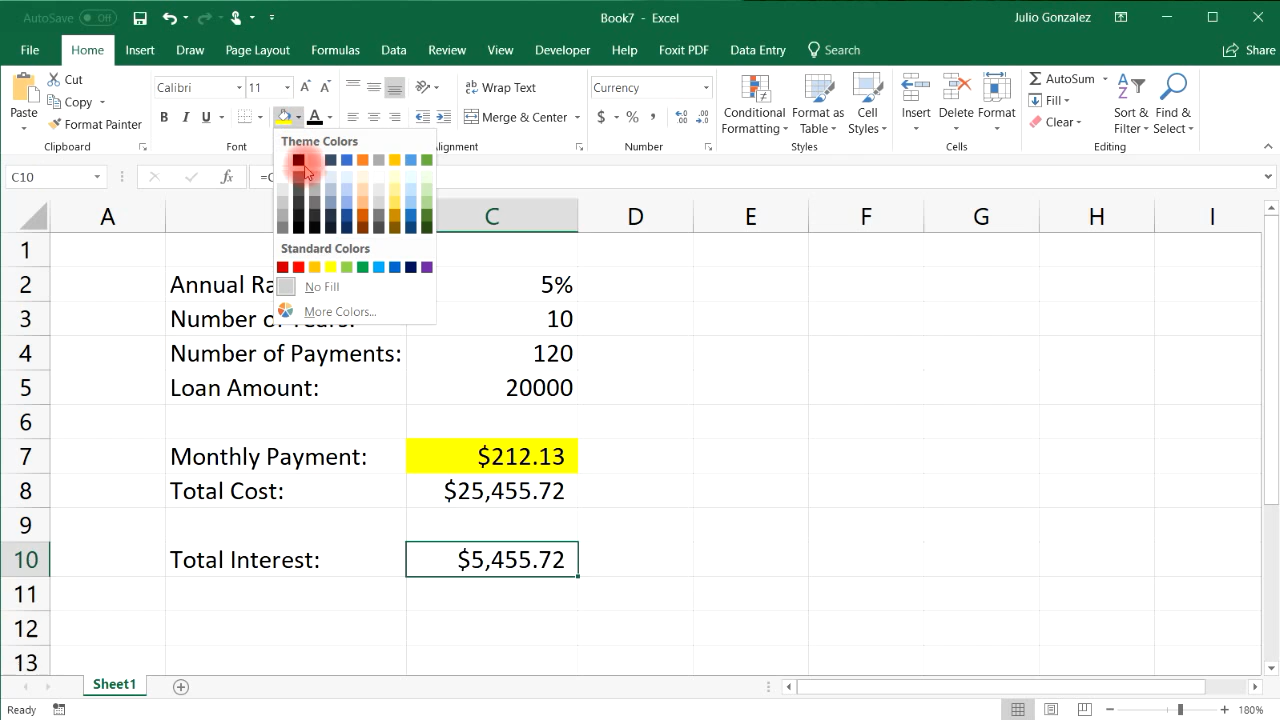 AutoSave Off
Book7 - Excel
Julio Gonzalez
File Home Insert Draw Page Layout Formulas Data Review View Developer Help Foxit PDF Data Entry Search Share
Paste
Cut
Copy
Format Painter
Clipboard
Calibri 11
B I U
Font
Wrap Text
Merge & Center
Alignment
Currency
$ % ,
Number
Conditional Formatting
Format as Table
Cell Styles
Styles
Insert Delete Format
Cells
AutoSum
Fill
Clear
Sort & Filter
Find & Select
Editing
Theme Colors
Standard Colors
No Fill
More Colors...
C10
fx
A C D E F G H I
1
2 Annual 5%
3 Number 10
4 Number of Payments: 120
5 Loan Amount: 20000
6
7 Monthly Payment: $212.13
8 Total Cost: $25,455.72
9
10 Total Interest: $5,455.72
11
12
13
Sheet1
Ready
180%